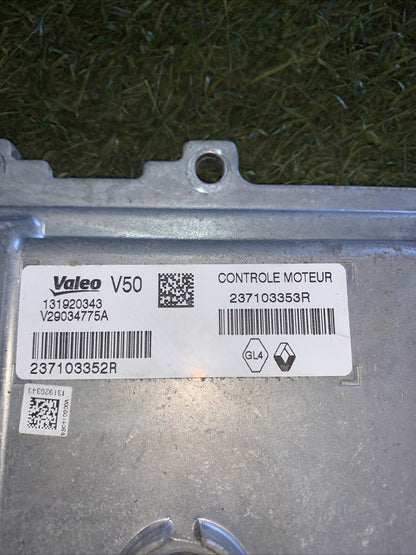 Valeo V50
131920343
V29034775A
237103352R
CONTROLE MOTEUR
237103353R
GL4
131920343